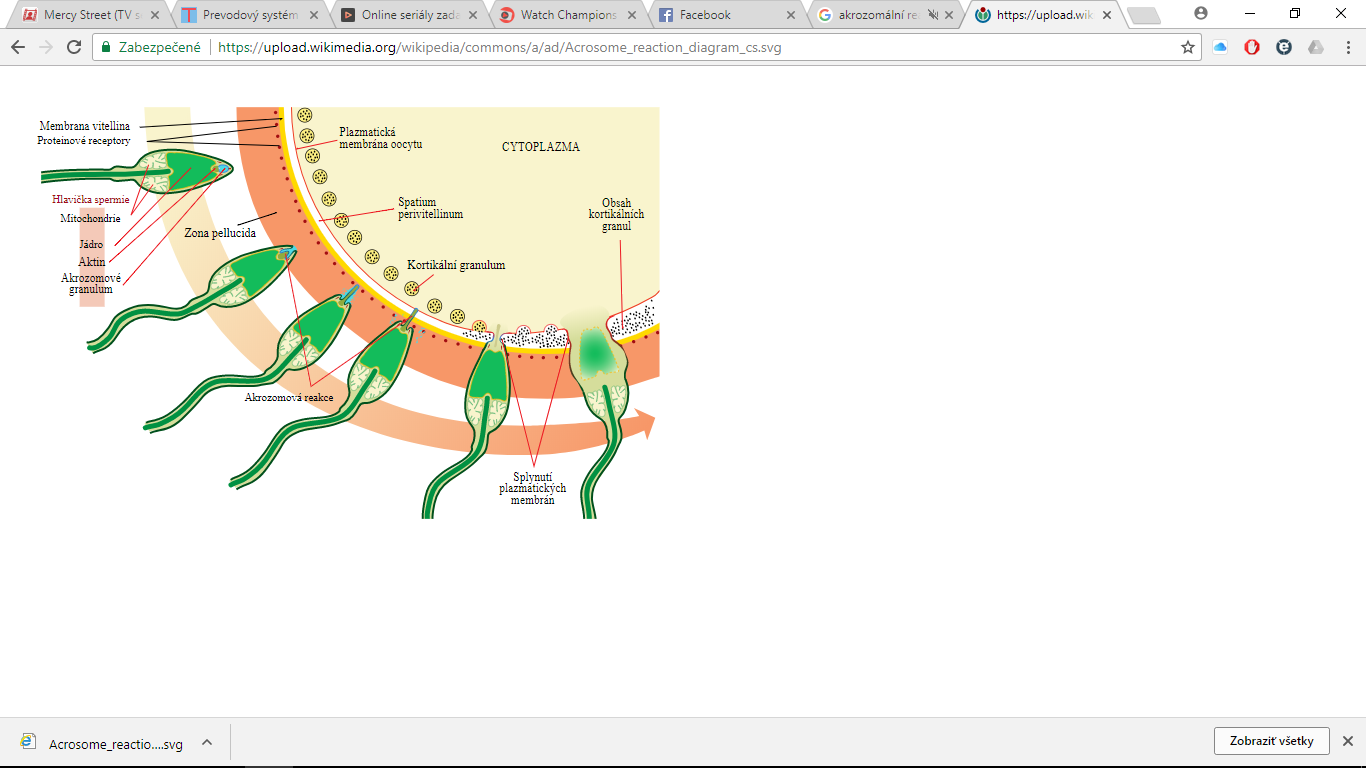 Mercy Street (TV s
Prevodový systém
Online seriály zada
Watch Champions
Facebook
akrozomální re
https://upload.wik
Zabezpečené
https://upload.wikimedia.org/wikipedia/commons/a/ad/Acrosome_reaction_diagram_cs.svg
Membrana vitellina
Proteinové receptory
Plazmatická
membrána oocytu
CYTOPLAZMA
Hlavička spermie
Mitochondrie
Spatium
perivitellinum
Obsah
kortikálních
granul
Zona pellucida
Jádro
Aktin
Akrozomové
granulum
Kortikální granulum
Akrozomová reakce
Splynutí
plazmátických
membrán
Acrosome_reactio....svg
Zobraziť všetky